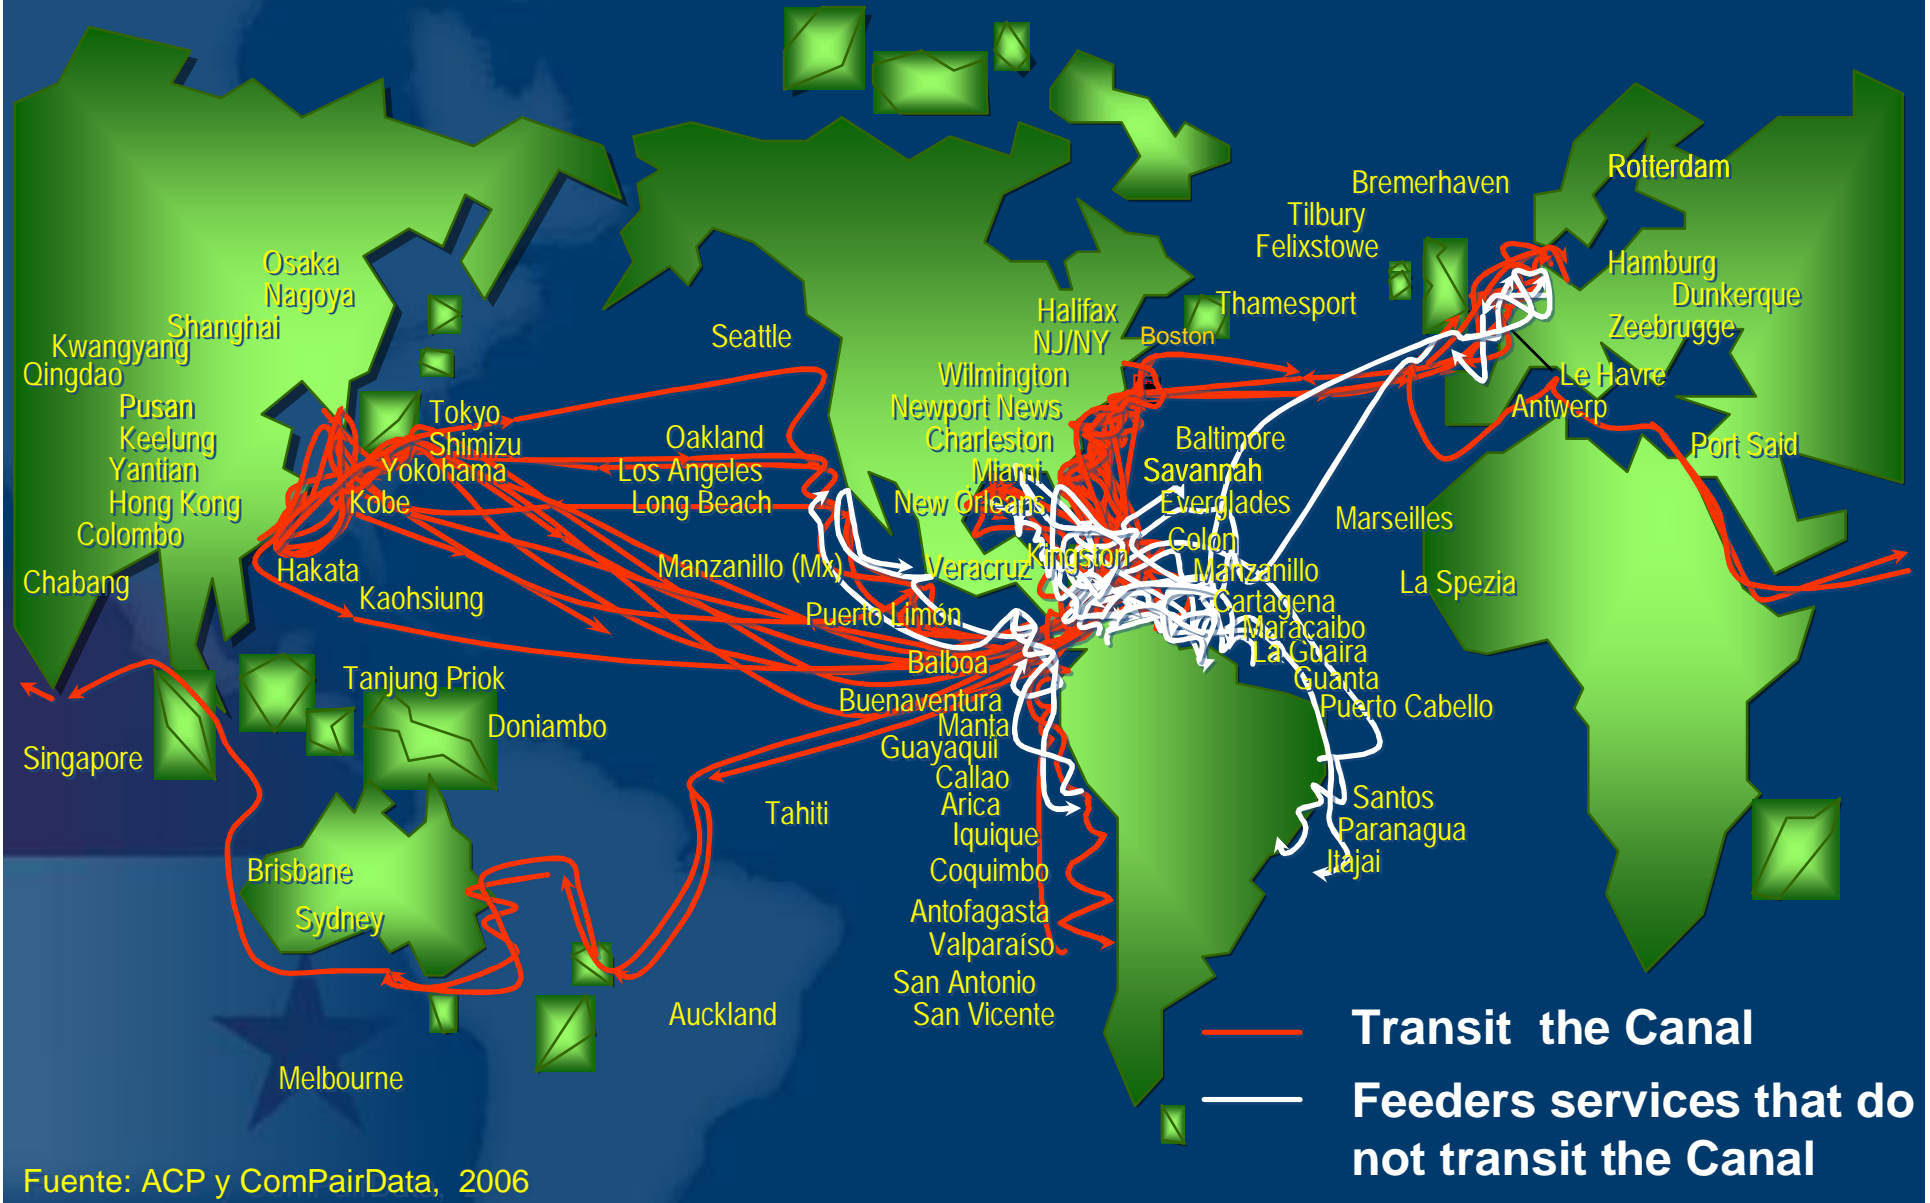 Rotterdam
Bremerhaven
Tilbury
Felixstowe
Osaka
Nagoya
Hamburg
Dunkerque
Thamesport
Halifax
Shanghai
Seattle
NJ/NY
Boston
Zeebrugge
Kwangyang
Qingdao
Wilmington
Le Havre
Pusan
Tokyo
Newport News
Antwerp
Keelung
Shimizu
Oakland
Charleston
Baltimore
Port Said
Yantian
Yokohama
Los Angeles
Miami
Savannah
Hong Kong
Kobe
Long Beach
New Orleans
Everglades
Marseilles
Colombo
Colon
Kingston
Hakata
Manzanillo (Mx)
Veracruz
Manzanillo
La Spezia
Chabang
Kaohsiung
Puerto Limón
Cartagena
Maracaibo
La Guaira
Balboa
Tanjung Priok
Guanta
Buenaventura
Puerto Cabello
Doniambo
Manta
Guayaquil
Singapore
Callao
Tahiti
Arica
Santos
Iquique
Paranagua
Brisbane
Coquimbo
Itajai
Sydney
Antofagasta
Valparaíso
San Antonio
Auckland
San Vicente
Transit the Canal
Melbourne
Feeders services that do
not transit the Canal
Fuente: ACP y ComPairData, 2006